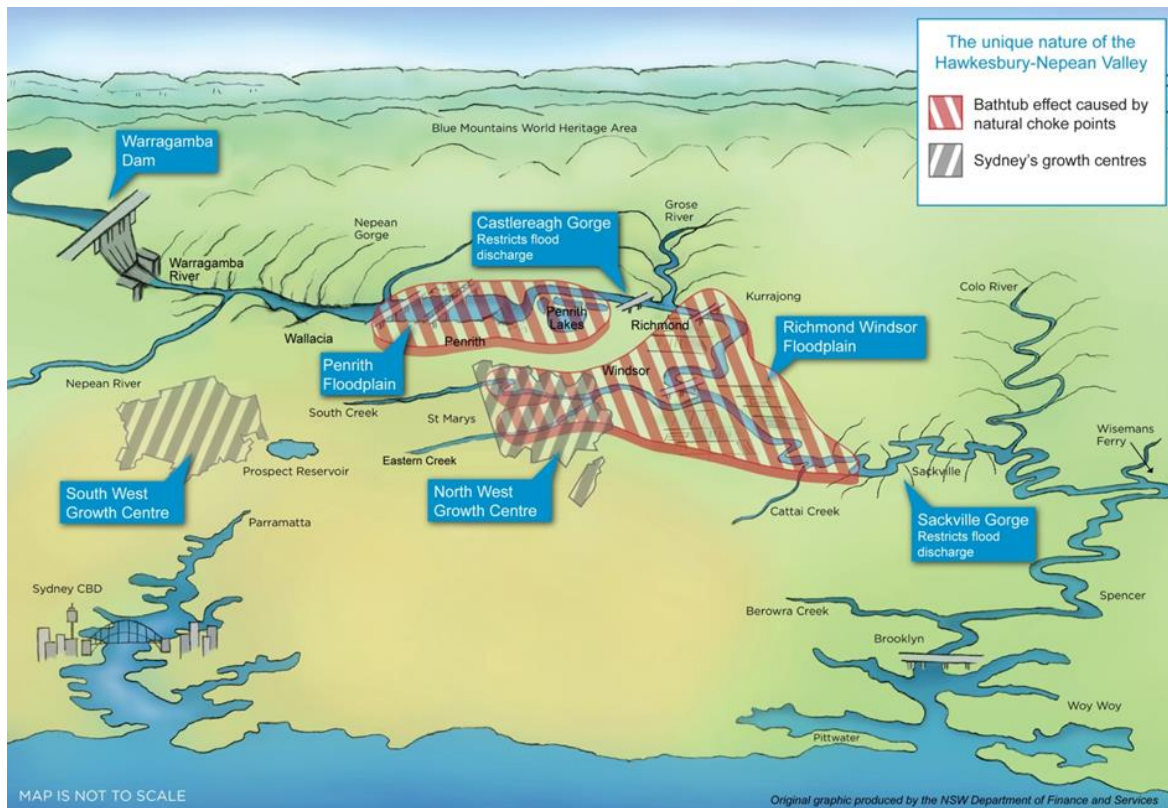 The unique nature of the
Hawkesbury-Nepean Valley
Bathtub effect caused by
natural choke points
Sydney's growth centres
Blue Mountains World Heritage Area
Warragamba
Dam
Nepean
Gorge
Castlereagh Gorge
Restricts flood
discharge
Grose
River
Warragamba
River
Kurrajong
Colo River
Penrith
Lakes
Richmond
Richmond Windsor
Floodplain
Wallacia
Penrith
Penrith
Floodplain
Windsor
Nepean River
South Creek
St Marys
Wisemans
Ferry
Eastern Creek
Prospect Reservoir
Sackville
South West
Growth Centre
North West
Growth Centre
Cattai Creek
Sackville Gorge
Restricts flood
discharge
Parramatta
Sydney CBD
Spencer
Berowra Creek
Brooklyn
Woy Woy
Pittwater
MAP IS NOT TO SCALE
Original graphic produced by the NSW Department of Finance and Services